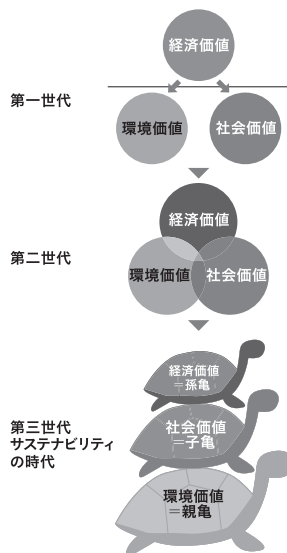 経済価値
第一世代
環境価値
社会価値
経済価値
第二世代
環境価値
社会価値
経済価値
＝孫亀
第三世代
サステナビリティ
の時代
社会価値
＝子亀
環境価値
＝親亀